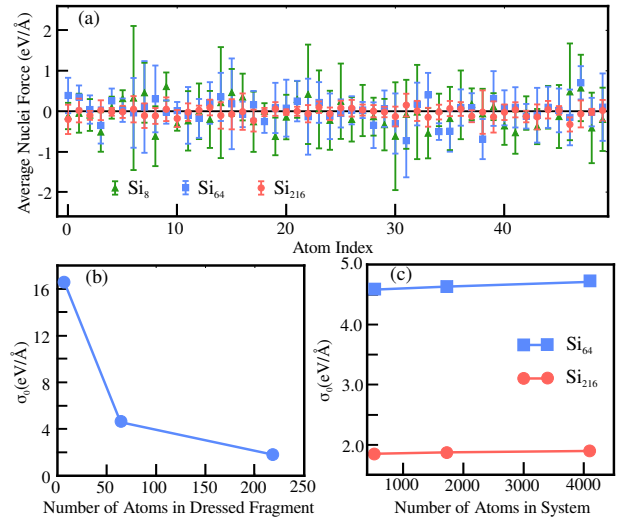 (a)
Average Nuclei Force (eV/Å)
2
1
0
-1
-2
Si₈ Si₆₄ Si₂₁₆
0 10 20 30 40
Atom Index
(b)
σ₀(eV/Å)
16
12
8
4
0
0 50 100 150 200 250
Number of Atoms in Dressed Fragment
(c)
σ₀(eV/Å)
5.0
4.0
3.0
2.0
Si₆₄
Si₂₁₆
1000 2000 3000 4000
Number of Atoms in System